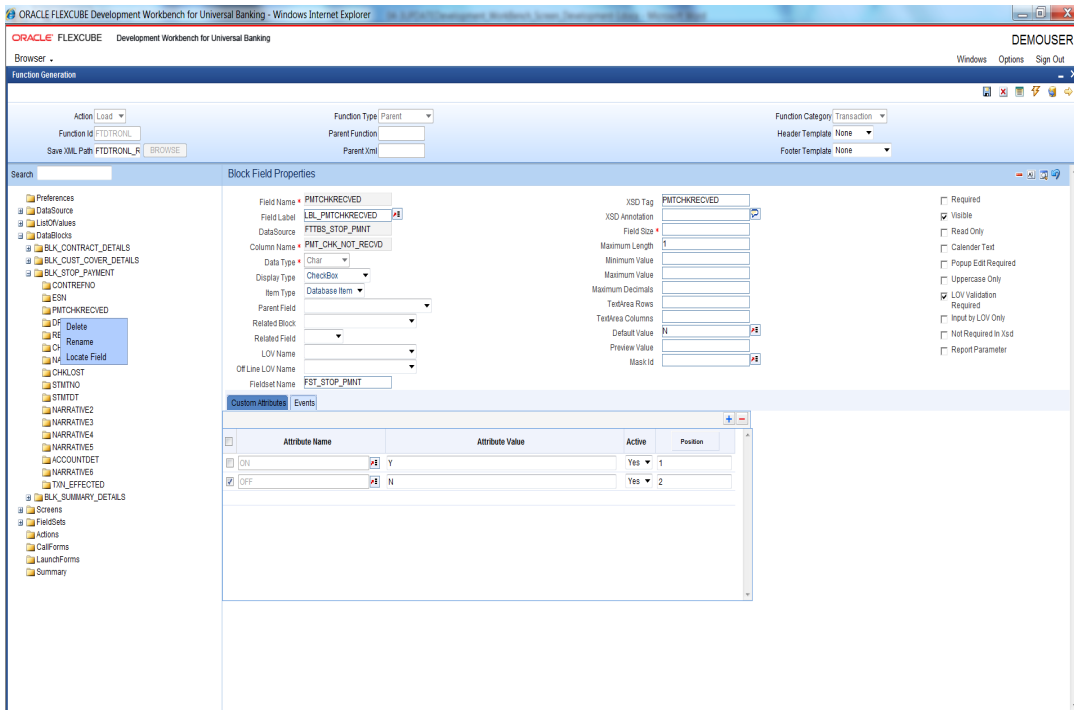 ORACLE FLEXCUBE Development Workbench for Universal Banking - Windows Internet Explorer
ORACLE FLEXCUBE Development Workbench for Universal Banking
DEMOUSER
Browser
Windows Options Sign Out
Function Generation
Action Load
Function Type Parent
Function Category Transaction
Function Id FTDTRONL
Parent Function
Header Template None
Save XML Path FTDTRONL_R BROWSE
Parent Xml
Footer Template None
Search
Preferences
DataSource
ListOfValues
DataBlocks
BLK_CONTRACT_DETAILS
BLK_CUST_COVER_DETAILS
BLK_STOP_PAYMENT
CONTREFNO
ESN
PMTCHKRECVED
Delete
Rename
Locate Field
CHKLOST
STMTNO
STMTDT
NARRATIVE2
NARRATIVE3
NARRATIVE4
NARRATIVE5
ACCOUNTDET
NARRATIVE6
TXN_EFFECTED
BLK_SUMMARY_DETAILS
Screens
FieldSets
Actions
CallForms
LaunchForms
Summary
Block Field Properties
Field Name * PMTCHKRECVED
Field Label LBL_PMTCHKRECVED
DataSource FTTBS_STOP_PMNT
Column Name * PMT_CHK_NOT_RECVD
Data Type * Char
Display Type CheckBox
Item Type Database Item
Parent Field
Related Block
Related Field
LOV Name
Off Line LOV Name
Fieldset Name FST_STOP_PMNT
XSD Tag PMTCHKRECVED
XSD Annotation
Field Size *
Maximum Length 1
Minimum Value
Maximum Value
Maximum Decimals
TextArea Rows
TextArea Columns
Default Value N
Preview Value
Mask Id
Required
Visible
Read Only
Calender Text
Popup Edit Required
Uppercase Only
LOV Validation
Required
Input by LOV Only
Not Required In Xsd
Report Parameter
Custom Attributes Events
Attribute Name Attribute Value Active Position
ON Y Yes 1
OFF N Yes 2